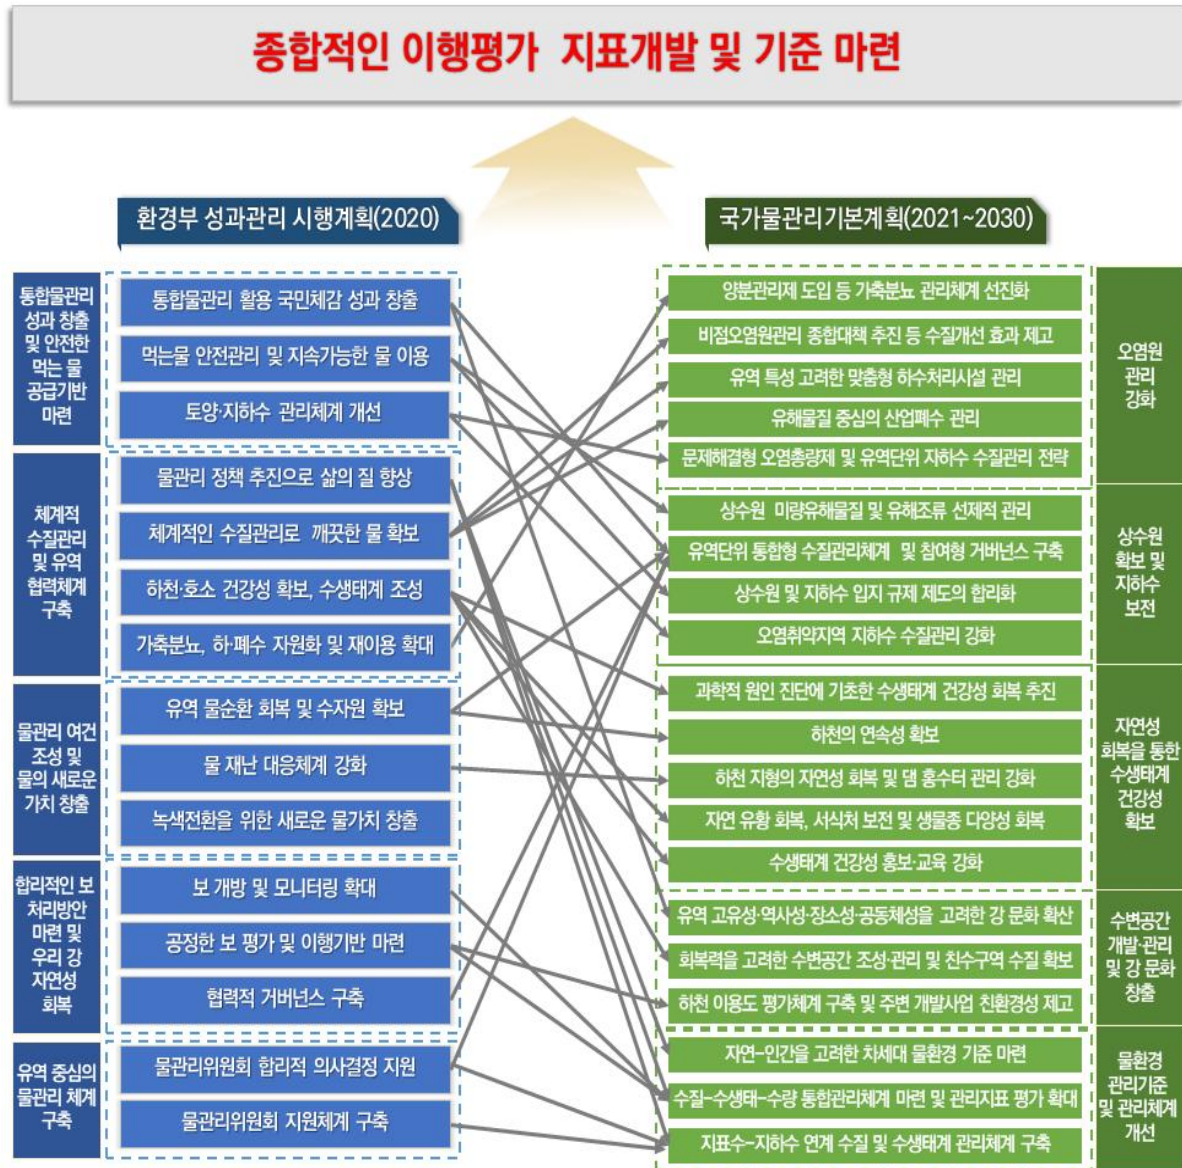 종합적인 이행평가 지표개발 및 기준 마련
환경부 성과관리 시행계획(2020)
통합물관리
성과 창출
및 안전한
먹는 물
공급기반
마련
통합물관리 활용 국민체감 성과 창출
먹는물 안전관리 및 지속가능한 물 이용
토양·지하수 관리체계 개선
체계적
수질관리
및 유역
협력체계
구축
물관리 정책 추진으로 삶의 질 향상
체계적인 수질관리로 깨끗한 물 확보
하천·호소 건강성 확보, 수생태계 조성
가축분뇨, 하·폐수 자원화 및 재이용 확대
물관리 여건
조성 및
물의 새로운
가치 창출
유역 물순환 회복 및 수자원 확보
물 재난 대응체계 강화
녹색전환을 위한 새로운 물가치 창출
합리적인 보
처리방안
마련 및
우리 강
자연성
회복
보 개방 및 모니터링 확대
공정한 보 평가 및 이행기반 마련
협력적 거버넌스 구축
유역 중심의
물관리 체계
구축
물관리위원회 합리적 의사결정 지원
물관리위원회 지원체계 구축
국가물관리기본계획(2021~2030)
양분관리제 도입 등 가축분뇨 관리체계 선진화
비점오염원관리 종합대책 추진 등 수질개선 효과 제고
유역 특성 고려한 맞춤형 하수처리시설 관리
유해물질 중심의 산업폐수 관리
문제해결형 오염총량제 및 유역단위 지하수 수질관리 전략
오염원
관리
강화
상수원 미량유해물질 및 유해조류 선제적 관리
유역단위 통합형 수질관리체계 및 참여형 거버넌스 구축
상수원 및 지하수 입지 규제 제도의 합리화
오염취약지역 지하수 수질관리 강화
상수원
확보 및
지하수
보전
과학적 원인 진단에 기초한 수생태계 건강성 회복 추진
하천의 연속성 확보
하천 지형의 자연성 회복 및 댐 홍수터 관리 강화
자연 유황 회복, 서식처 보전 및 생물종 다양성 회복
수생태계 건강성 홍보·교육 강화
자연성
회복을 통한
수생태계
건강성
확보
유역 고유성·역사성·장소성·공동체성을 고려한 강 문화 확산
회복력을 고려한 수변공간 조성·관리 및 친수구역 수질 확보
하천 이용도 평가체계 구축 및 주변 개발사업 친환경성 제고
수변공간
개발·관리
및 강 문화
창출
자연-인간을 고려한 차세대 물환경 기준 마련
수질-수생태-수량 통합관리체계 마련 및 관리지표 평가 확대
지표수-지하수 연계 수질 및 수생태계 관리체계 구축
물환경
관리기준
및 관리체계
개선